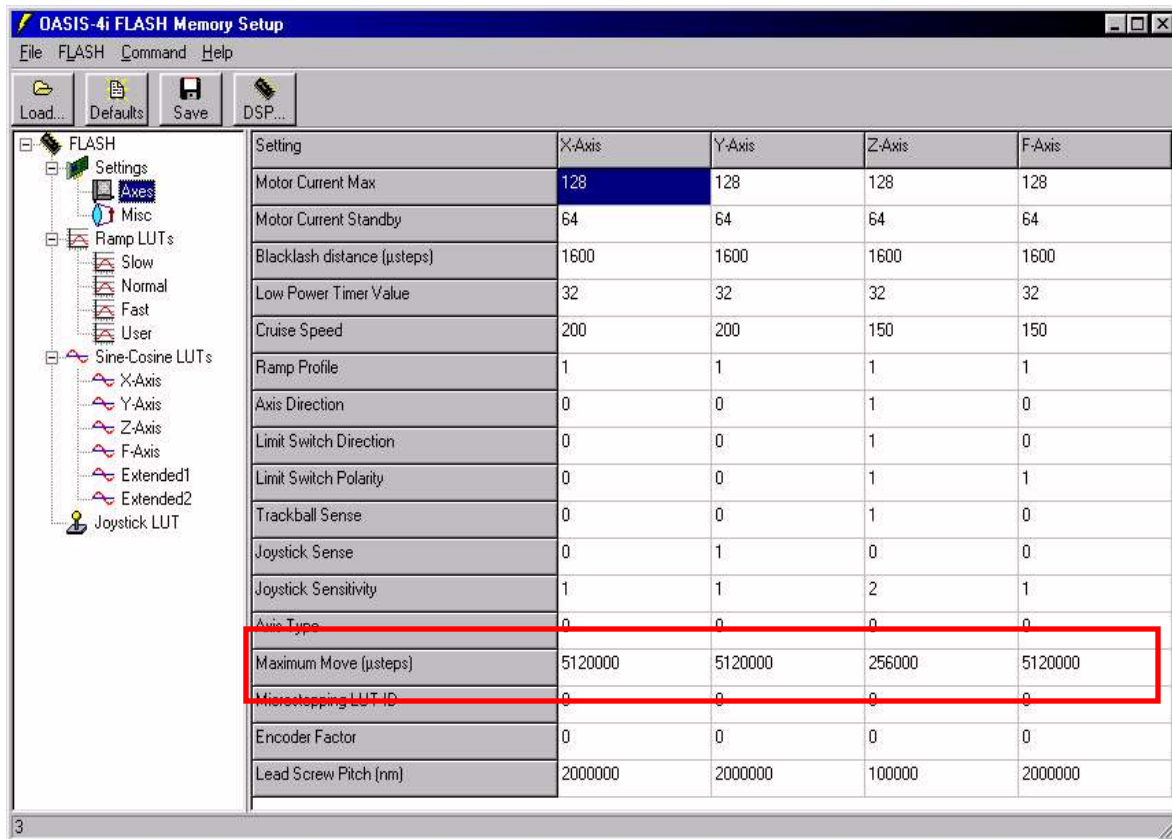 OASIS-4i FLASH Memory Setup
File FLASH Command Help
Load... Defaults Save DSP...
FLASH
Settings
Axes
Misc
Ramp LUTs
Slow
Normal
Fast
User
Sine-Cosine LUTs
X-Axis
Y-Axis
Z-Axis
F-Axis
Extended1
Extended2
Joystick LUT
Setting X-Axis Y-Axis Z-Axis F-Axis
Motor Current Max 128 128 128 128
Motor Current Standby 64 64 64 64
Blacklash distance (µsteps) 1600 1600 1600 1600
Low Power Timer Value 32 32 32 32
Cruise Speed 200 200 150 150
Ramp Profile 1 1 1 1
Axis Direction 0 0 1 0
Limit Switch Direction 0 0 1 0
Limit Switch Polarity 0 0 1 1
Trackball Sense 0 0 1 0
Joystick Sense 0 1 0 0
Joystick Sensitivity 1 1 2 1
Axis Type 0 0 0 0
Maximum Move (µsteps) 5120000 5120000 256000 5120000
Microstepping LUT ID 0 0 0 0
Encoder Factor 0 0 0 0
Lead Screw Pitch (nm) 2000000 2000000 100000 2000000
3